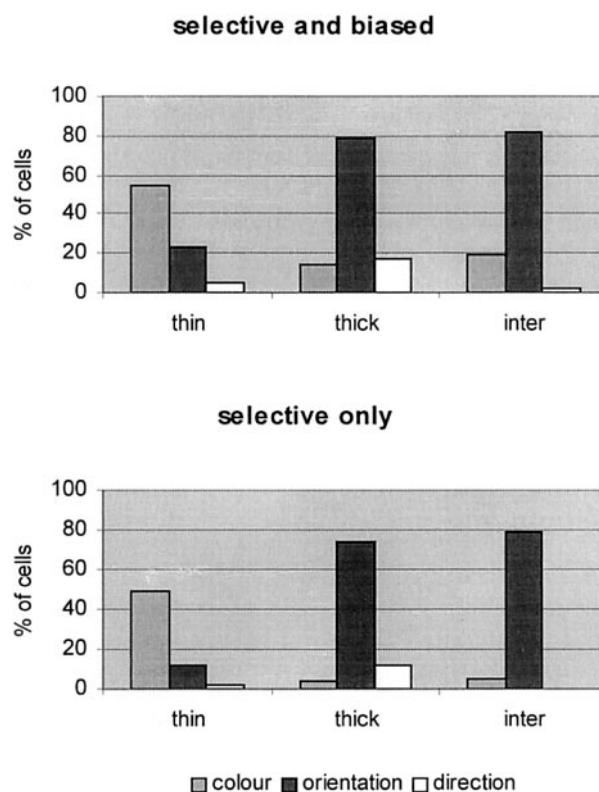 selective and biased
% of cells
100
80
60
40
20
0
thin thick inter
selective only
% of cells
100
80
60
40
20
0
thin thick inter
colour orientation direction